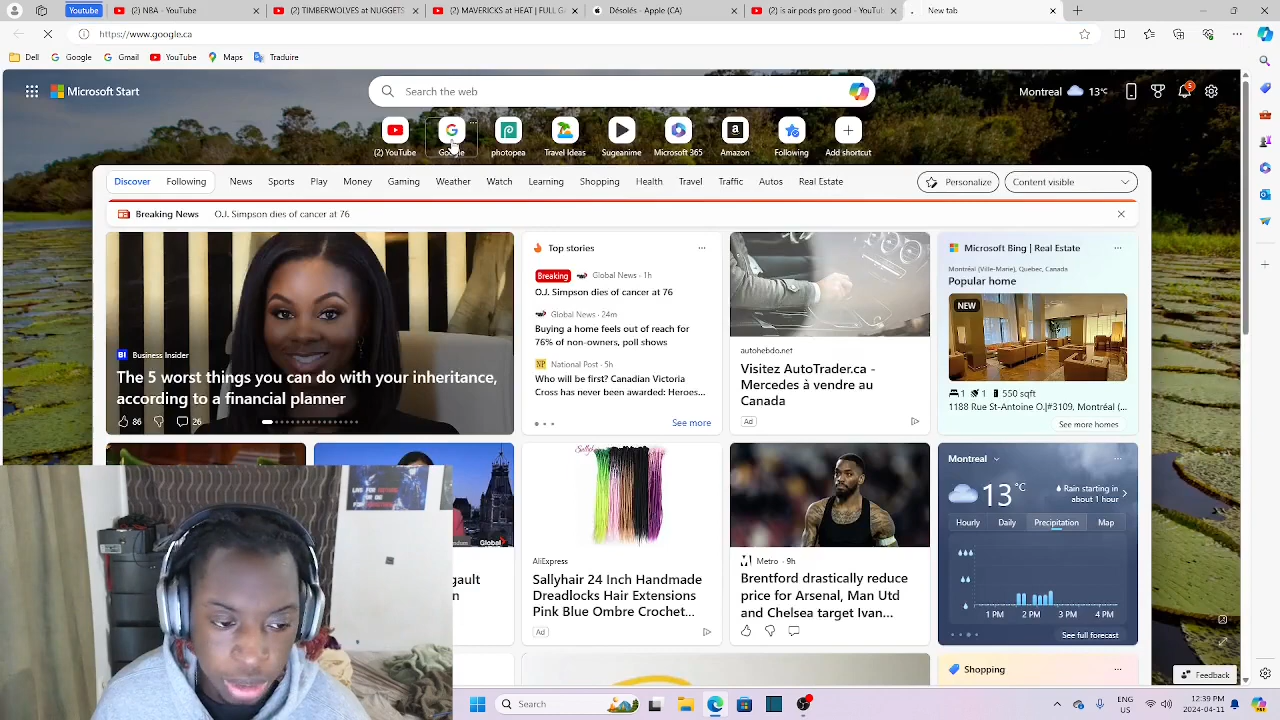 Youtube
(2) NBA - YouTube
(2) TIMBERWOLVES at NUGGETS
(2) MAVERICKS at HEAT | FULL G
Désolés - Apple (CA)
(2) isar podaro go good - YouTu
New tab
https://www.google.ca
Dell
Google
YouTube
Maps
Traduire
Microsoft Start
Search the web
Montreal
13°C
5
(2) YouTube
Google
photopea
Travel Ideas
Sugeanime
Microsoft 365
Amazon
Following
Add shortcut
Discover
Following
News
Sports
Play
Money
Gaming
Weather
Watch
Learning
Shopping
Health
Travel
Traffic
Autos
Real Estate
Personalize
Content visible
Breaking News
O.J. Simpson dies of cancer at 76
BI
Business Insider
The 5 worst things you can do with your inheritance,
according to a financial planner
86
26
Top stories
Breaking
Global News · 1h
O.J. Simpson dies of cancer at 76
Global News · 24m
Buying a home feels out of reach for
76% of non-owners, poll shows
NP
National Post · 5h
Who will be first? Canadian Victoria
Cross has never been awarded: Heroes...
See more
autohebdo.net
Visitez AutoTrader.ca -
Mercedes à vendre au
Canada
Ad
Microsoft Bing | Real Estate
Montréal (Ville-Marie), Quebec, Canada
Popular home
NEW
1
1
550 sqft
1188 Rue St-Antoine O.|#3109, Montréal (...
See more homes
Global
gault
n
Sallyhair
AliExpress
Sallyhair 24 Inch Handmade
Dreadlocks Hair Extensions
Pink Blue Ombre Crochet...
Ad
Metro · 9h
Brentford drastically reduce
price for Arsenal, Man Utd
and Chelsea target Ivan...
Montreal
13°C
Rain starting in
about 1 hour
Hourly
Daily
Precipitation
Map
1 PM
2 PM
3 PM
4 PM
See full forecast
Shopping
Feedback
Search
ENG
US
12:39 PM
2024-04-11